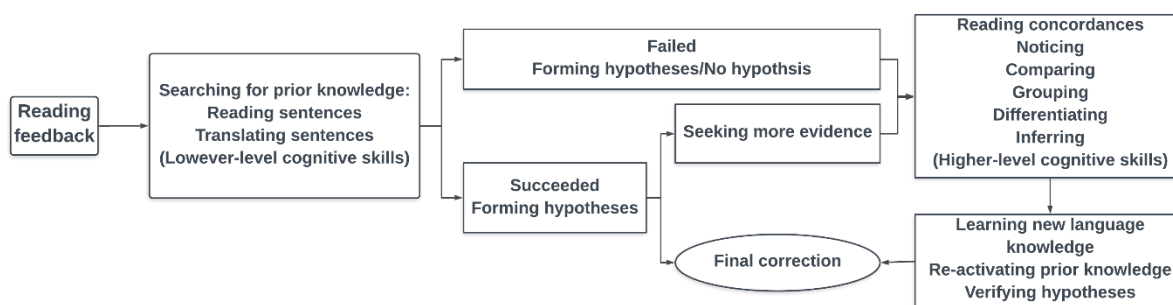 Reading
feedback
Searching for prior knowledge:
Reading sentences
Translating sentences
(Lowever-level cognitive skills)
Failed
Forming hypotheses/No hypothsis
Succeeded
Forming hypotheses
Seeking more evidence
Final correction
Reading concordances
Noticing
Comparing
Grouping
Differentiating
Inferring
(Higher-level cognitive skills)
Learning new language
knowledge
Re-activating prior knowledge
Verifying hypotheses